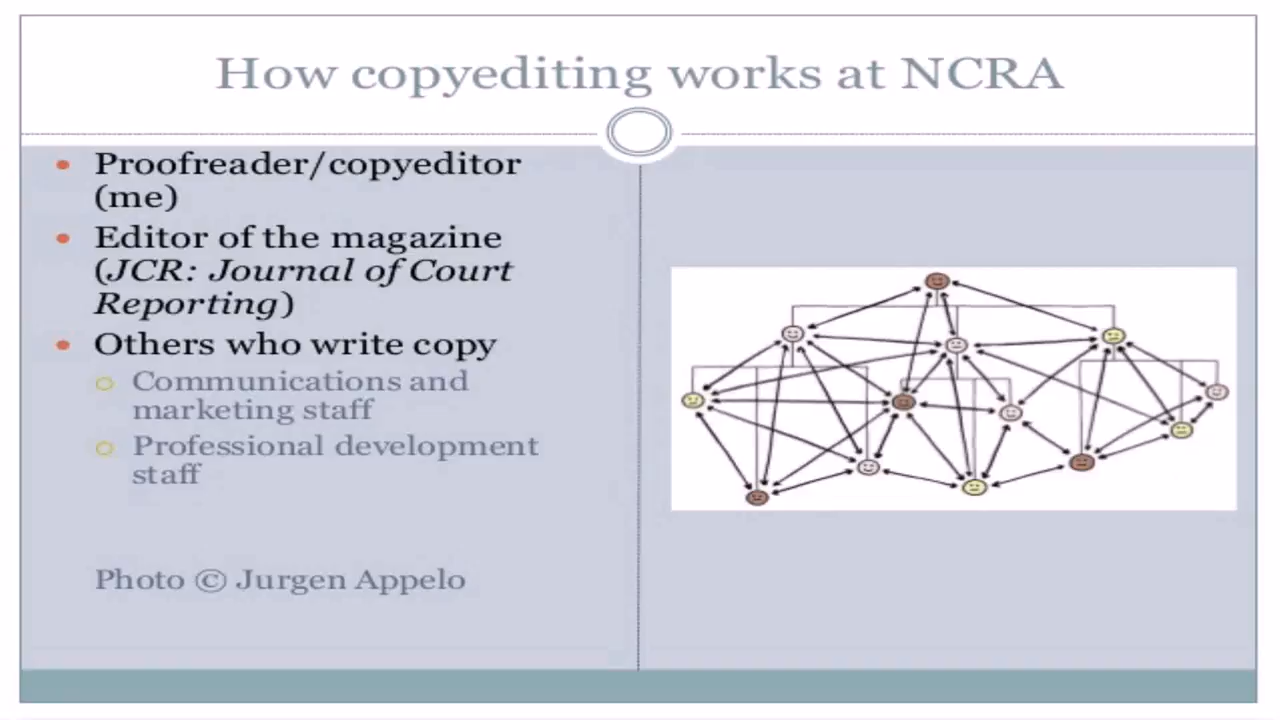 How copyediting works at NCRA
Proofreader/copyeditor
(me)
Editor of the magazine
(JCR: Journal of Court
Reporting)
Others who write copy
Communications and
marketing staff
Professional development
staff
Photo © Jurgen Appelo